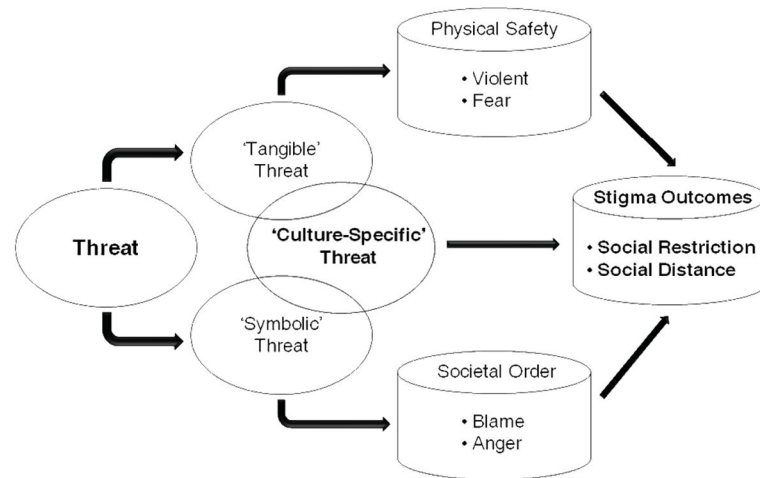 Physical Safety
• Violent
• Fear
'Tangible'
Threat
Threat
'Culture-Specific'
Threat
Stigma Outcomes
• Social Restriction
• Social Distance
'Symbolic'
Threat
Societal Order
• Blame
• Anger